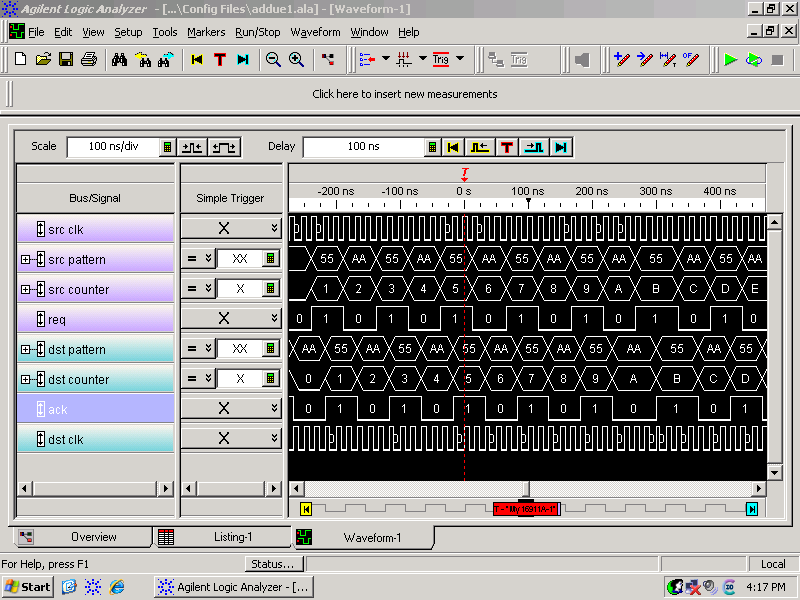 Agilent Logic Analyzer - [...\Config Files\addue1.ala] - [Waveform-1]
File Edit View Setup Tools Markers Run/Stop Waveform Window Help
Trig Trig
Click here to insert new measurements
Scale 100 ns/div Delay 100 ns T
T
Bus/Signal Simple Trigger -200 ns -100 ns 0 s 100 ns 200 ns 300 ns 400 ns
src clk X
src pattern = XX 55 AA 55 AA 55 AA 55 AA 55 AA 55 AA 55 AA
src counter = X 1 2 3 4 5 6 7 8 9 A B C D E
req X 0 1 0 1 0 1 0 1 0 1 0 1 0 1 0
dst pattern = XX AA 55 AA 55 AA 55 AA 55 AA 55 AA 55 AA 55
dst counter = X 0 1 2 3 4 5 6 7 8 9 A B C D
ack X 0 1 0 1 0 1 0 1 0 1 0 1 0 1
dst clk X
T - "My 16911A-1"
Overview Listing-1 Waveform-1
For Help, press F1 Status... Local
Start Agilent Logic Analyzer - [... 4:17 PM